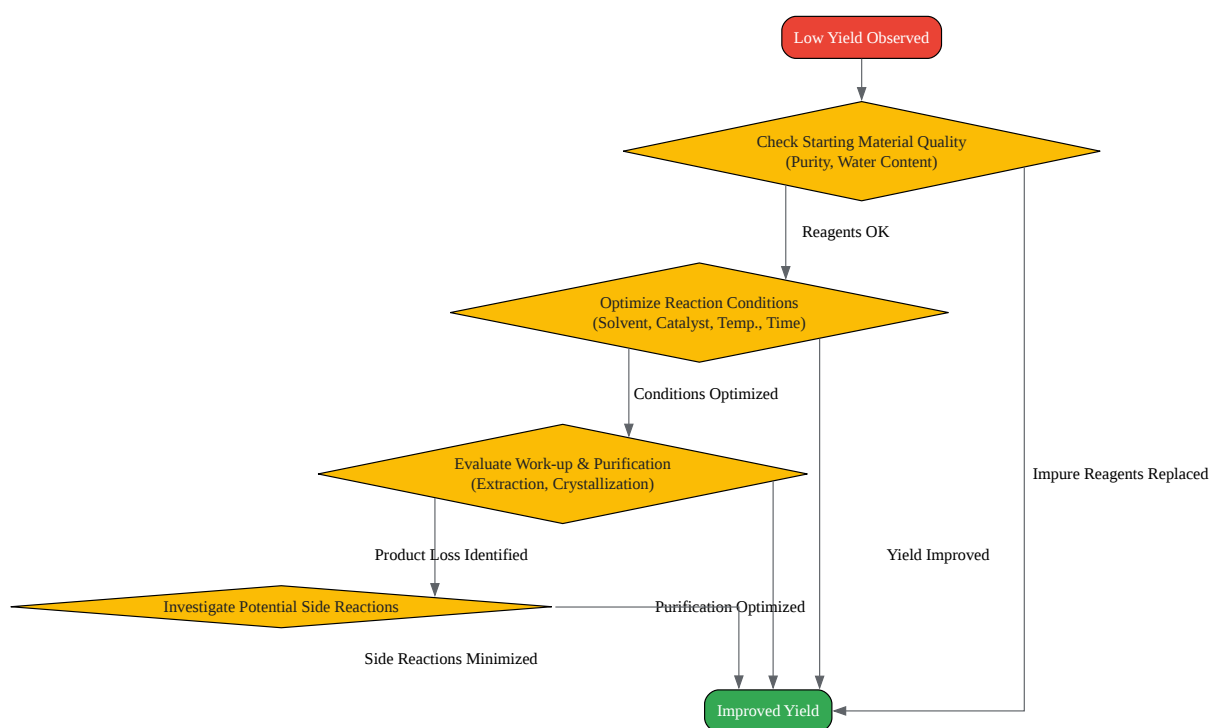 Low Yield Observed
Check Starting Material Quality
(Purity, Water Content)
Reagents OK
Optimize Reaction Conditions
(Solvent, Catalyst, Temp., Time)
Conditions Optimized
Evaluate Work-up & Purification
(Extraction, Crystallization)
Impure Reagents Replaced
Product Loss Identified
Yield Improved
Investigate Potential Side Reactions
Purification Optimized
Side Reactions Minimized
Improved Yield